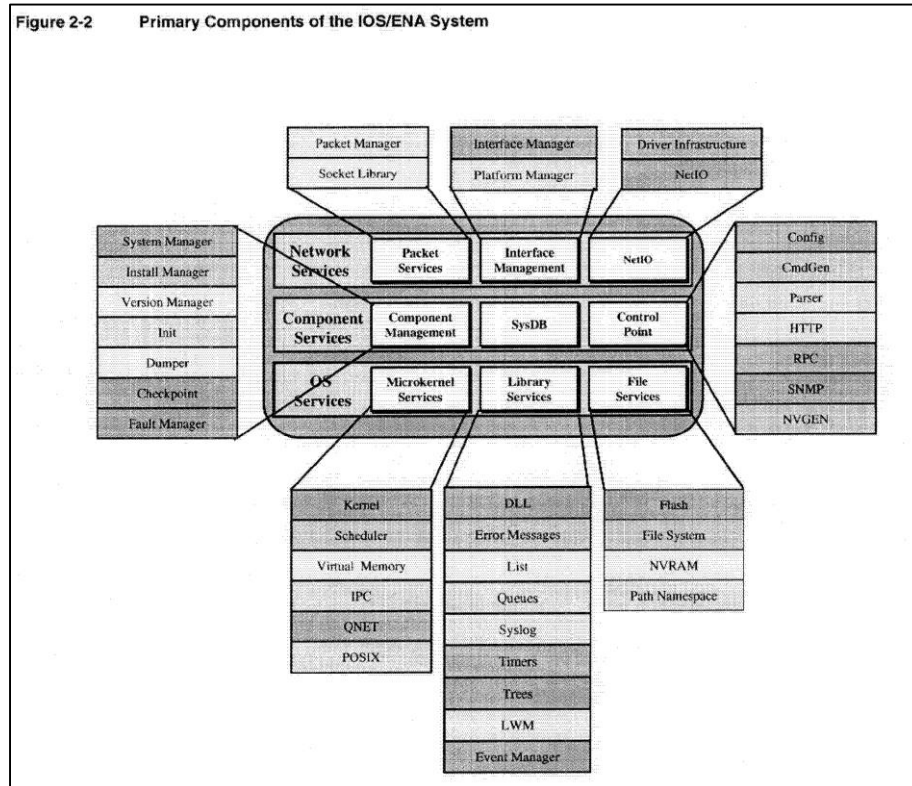 Figure 2-2 Primary Components of the IOS/ENA System
Packet Manager
Socket Library
Interface Manager
Platform Manager
Driver Infrastructure
NetIO
System Manager
Install Manager
Version Manager
Init
Dumper
Checkpoint
Fault Manager
Network
Services
Packet
Services
Interface
Management
NetIO
Component
Services
Component
Management
SysDB
Control
Point
OS
Services
Microkernel
Services
Library
Services
File
Services
Config
CmdGen
Parser
HTTP
RPC
SNMP
NVGEN
Kernel
Scheduler
Virtual Memory
IPC
QNET
POSIX
DLL
Error Messages
List
Queues
Syslog
Timers
Trees
LWM
Event Manager
Flash
File System
NVRAM
Path Namespace